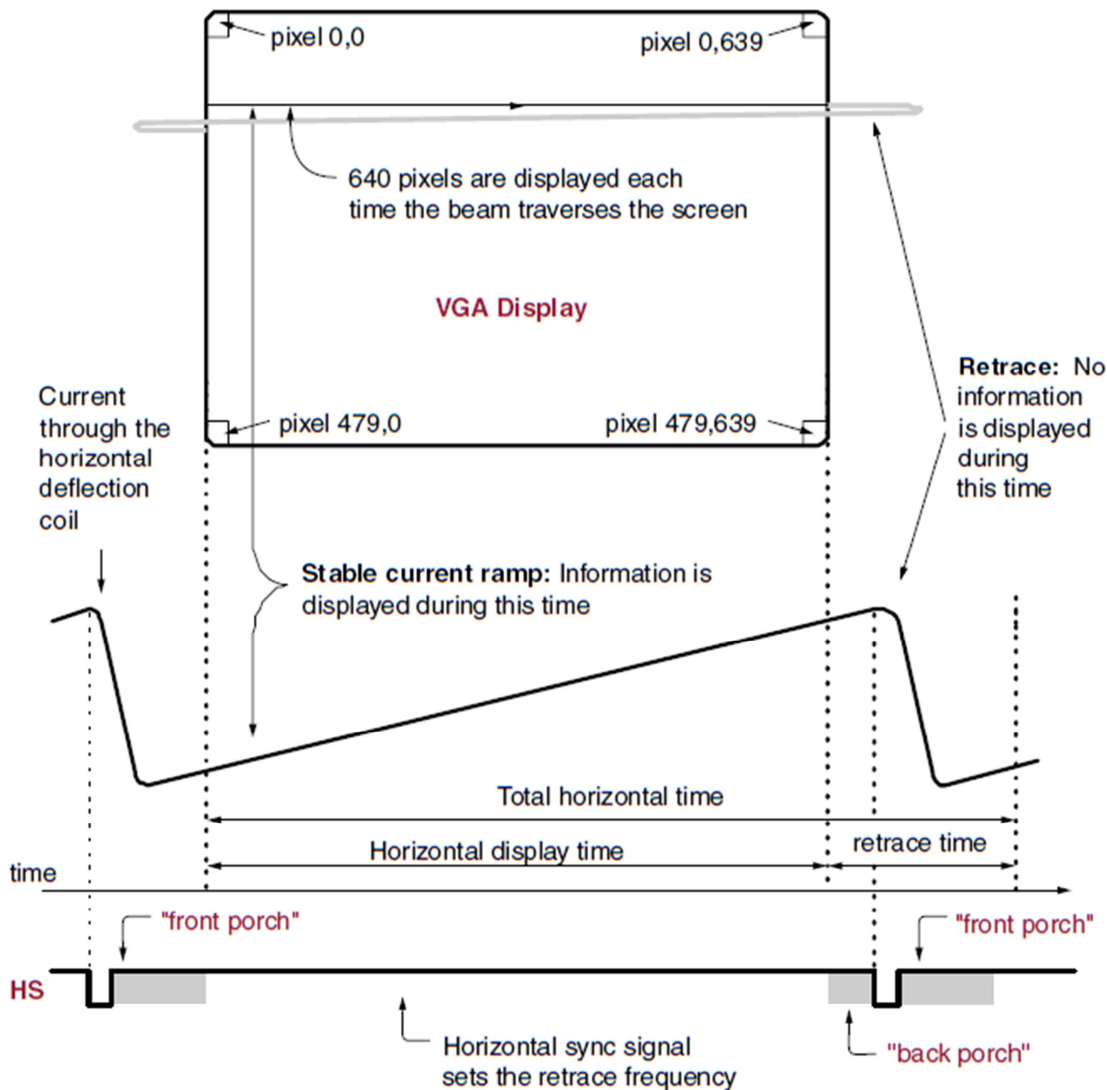 pixel 0,0
pixel 0,639
640 pixels are displayed each
time the beam traverses the screen
VGA Display
Retrace: No
information
is displayed
during
this time
Current
through the
horizontal
deflection
coil
pixel 479,0
pixel 479,639
Stable current ramp: Information is
displayed during this time
Total horizontal time
Horizontal display time
retrace time
time
"front porch"
"front porch"
HS
Horizontal sync signal
sets the retrace frequency
"back porch"